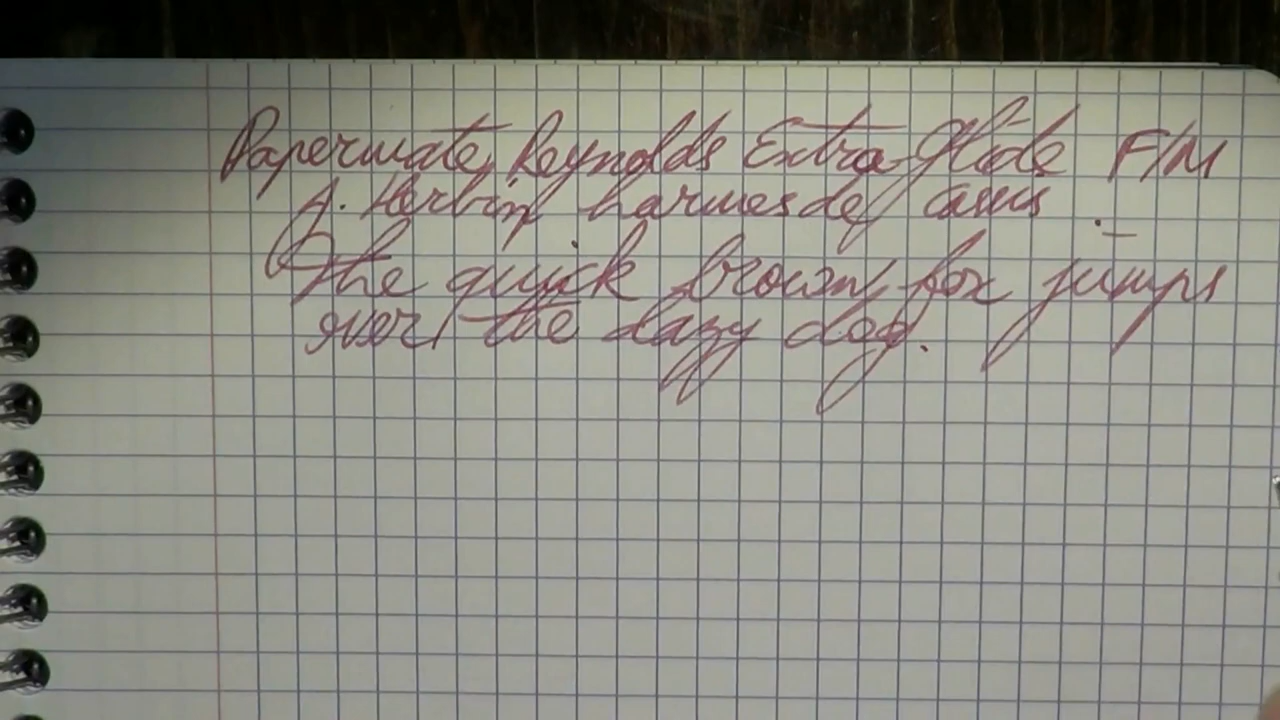 Papermate Reynolds Extra-Glide F/M
J. Herbin larmes de cassis.
The quick brown fox jumps
over the lazy dog.